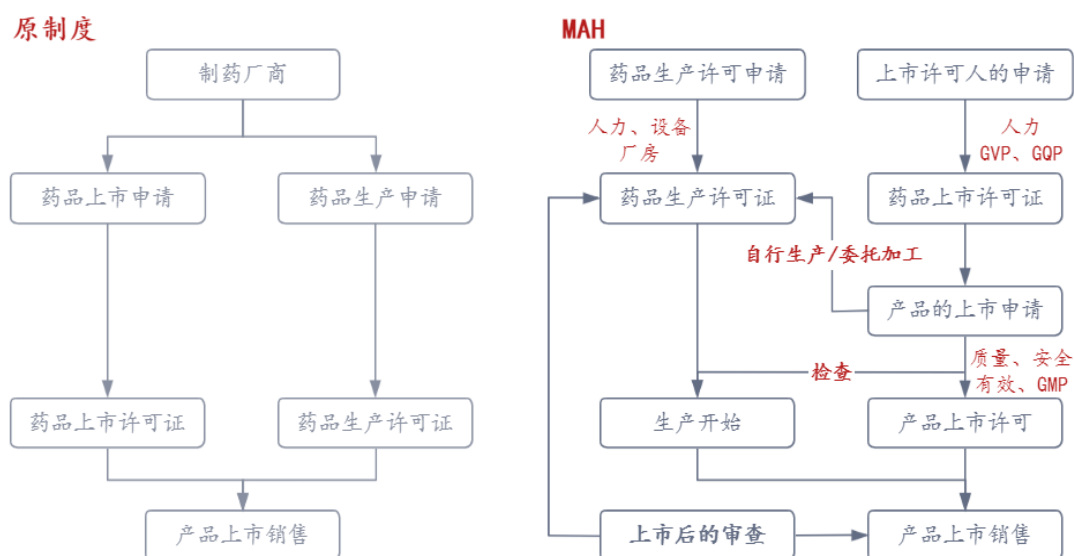 原制度
制药厂商
药品上市申请
药品生产申请
药品上市许可证
药品生产许可证
产品上市销售
MAH
药品生产许可申请
上市许可人的申请
人力、设备
厂房
人力
GVP、GQP
药品生产许可证
药品上市许可证
自行生产/委托加工
产品的上市申请
检查
质量、安全
有效、GMP
生产开始
产品上市许可
上市后的审查
产品上市销售